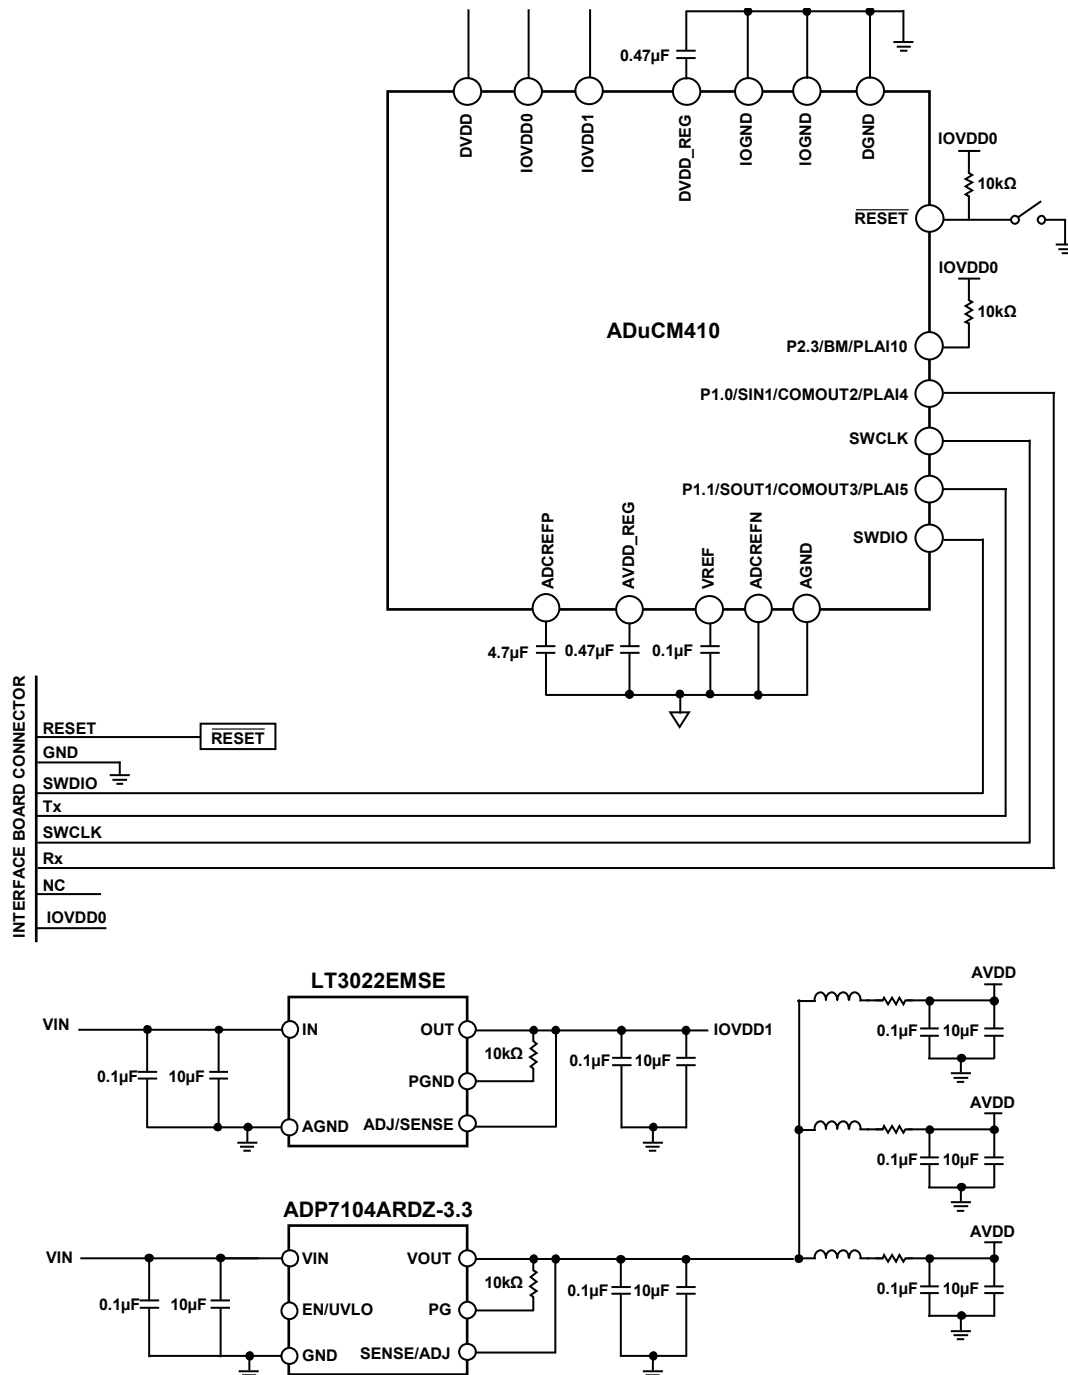 0.47µF
DVDD
IOVDD0
IOVDD1
DVDD_REG
IOGND
IOGND
DGND
IOVDD0
10kΩ
RESET
IOVDD0
10kΩ
ADuCM410
P2.3/BM/PLAI10
P1.0/SIN1/COMOUT2/PLAI4
SWCLK
P1.1/SOUT1/COMOUT3/PLAI5
SWDIO
ADCREFP
AVDD_REG
VREF
ADCREFN
AGND
4.7µF
0.47µF
0.1µF
INTERFACE BOARD CONNECTOR
RESET
RESET
GND
SWDIO
Tx
SWCLK
Rx
NC
IOVDD0
LT3022EMSE
VIN
IN
OUT
IOVDD1
0.1µF
10µF
10kΩ
0.1µF
10µF
PGND
AGND
ADJ/SENSE
AVDD
0.1µF
10µF
AVDD
0.1µF
10µF
ADP7104ARDZ-3.3
VIN
VIN
VOUT
0.1µF
10µF
10kΩ
0.1µF
10µF
EN/UVLO
PG
GND
SENSE/ADJ
AVDD
0.1µF
10µF